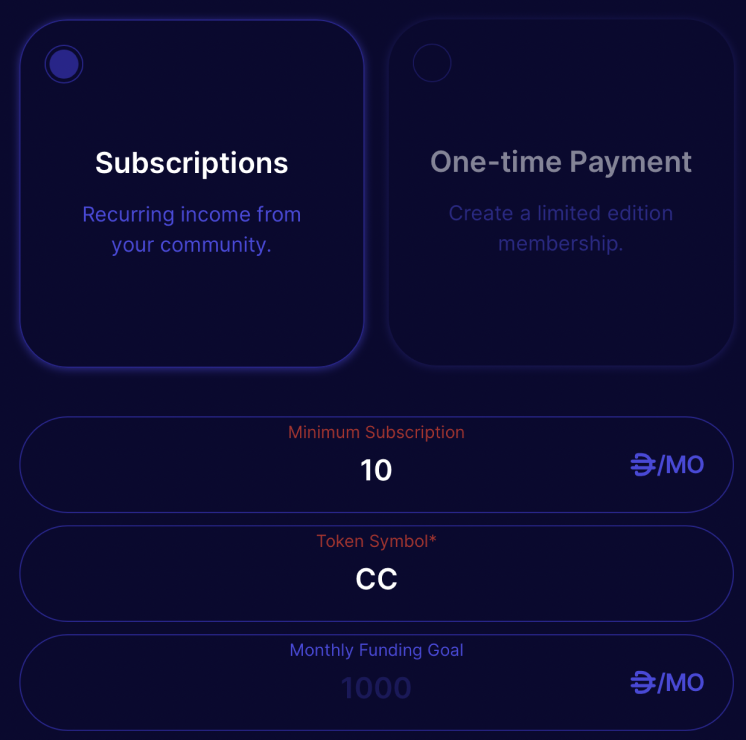 Subscriptions
Recurring income from
your community.
One-time Payment
Create a limited edition
membership.
Minimum Subscription
10
/MO
Token Symbol*
CC
Monthly Funding Goal
1000
/MO